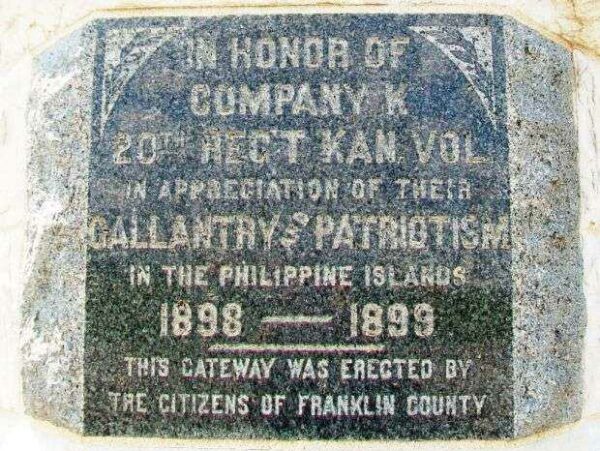 IN HONOR OF
COMPANY K
20TH REG'T KAN. VOL
IN APPRECIATION OF THEIR
GALLANTRY AND PATRIOTISM
IN THE PHILIPPINE ISLANDS
1898 — 1899
THIS GATEWAY WAS ERECTED BY
THE CITIZENS OF FRANKLIN COUNTY